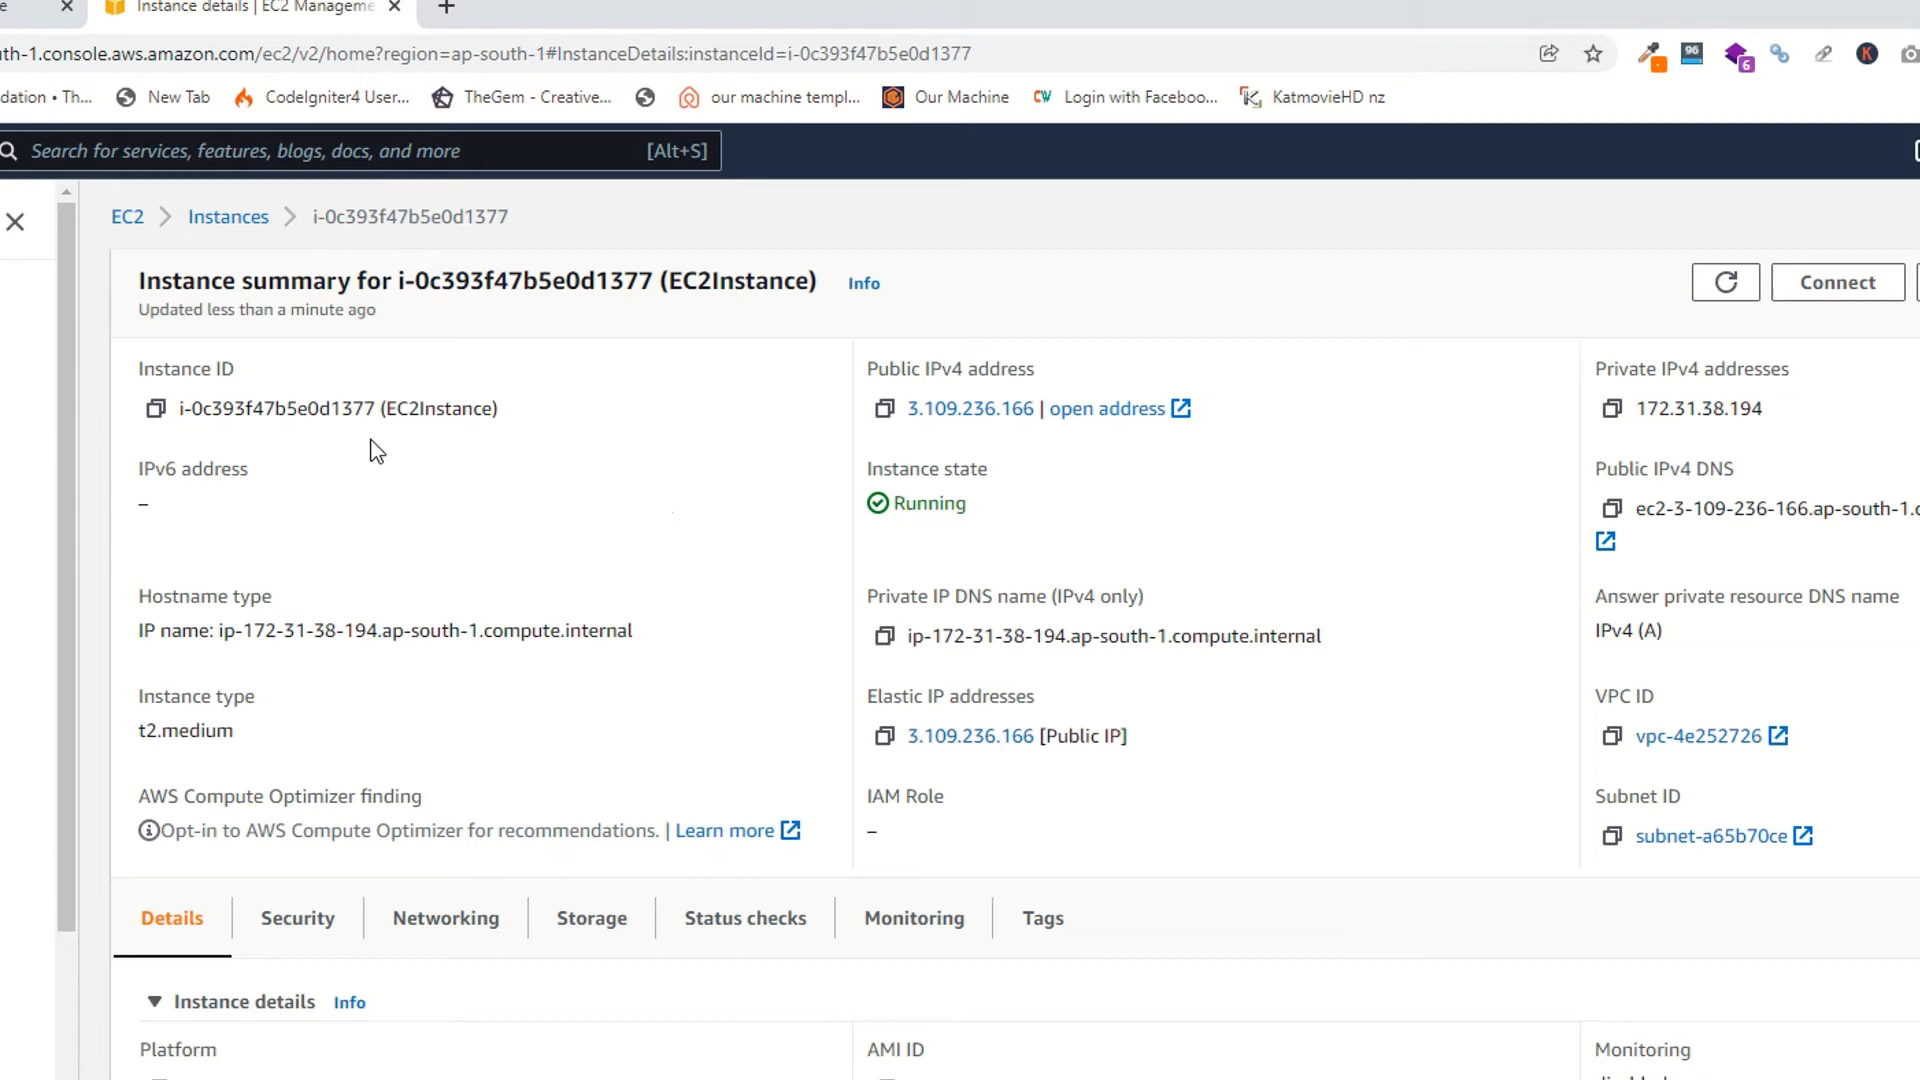 Instance details | EC2 Manageme
th-1.console.aws.amazon.com/ec2/v2/home?region=ap-south-1#InstanceDetails:instanceId=i-0c393f47b5e0d1377
96
6
K
dation • Th...
New Tab
CodeIgniter4 User...
TheGem - Creative...
our machine templ...
Our Machine
CW
Login with Faceboo...
KatmovieHD nz
Search for services, features, blogs, docs, and more
[Alt+S]
EC2
Instances
i-0c393f47b5e0d1377
Instance summary for i-0c393f47b5e0d1377 (EC2Instance)
Info
Updated less than a minute ago
Connect
Instance ID
i-0c393f47b5e0d1377 (EC2Instance)
Public IPv4 address
3.109.236.166 | open address
Private IPv4 addresses
172.31.38.194
IPv6 address
–
Instance state
Running
Public IPv4 DNS
ec2-3-109-236-166.ap-south-1.c
Hostname type
IP name: ip-172-31-38-194.ap-south-1.compute.internal
Private IP DNS name (IPv4 only)
ip-172-31-38-194.ap-south-1.compute.internal
Answer private resource DNS name
IPv4 (A)
Instance type
t2.medium
Elastic IP addresses
3.109.236.166 [Public IP]
VPC ID
vpc-4e252726
AWS Compute Optimizer finding
Opt-in to AWS Compute Optimizer for recommendations. | Learn more
IAM Role
–
Subnet ID
subnet-a65b70ce
Details
Security
Networking
Storage
Status checks
Monitoring
Tags
Instance details
Info
Platform
AMI ID
Monitoring